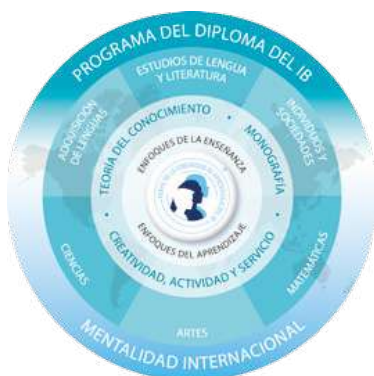 PROGRAMA DEL DIPLOMA DEL IB
ESTUDIOS DE LENGUA
Y LITERATURA
ADQUISICIÓN
DE LENGUAS
INDIVIDUOS Y
SOCIEDADES
TEORÍA DEL CONOCIMIENTO • MONOGRAFÍA •
ENFOQUES DE LA ENSEÑANZA
ENFOQUES DEL APRENDIZAJE
CREATIVIDAD, ACTIVIDAD Y SERVICIO •
CIENCIAS
MATEMÁTICAS
ARTES
MENTALIDAD INTERNACIONAL